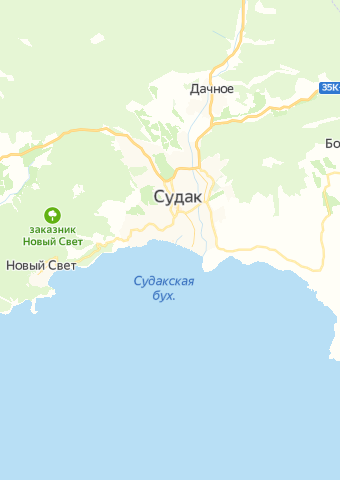 Дачное
35К-
Бо
Судак
заказник
Новый Свет
Новый Свет
Судакская
бух.